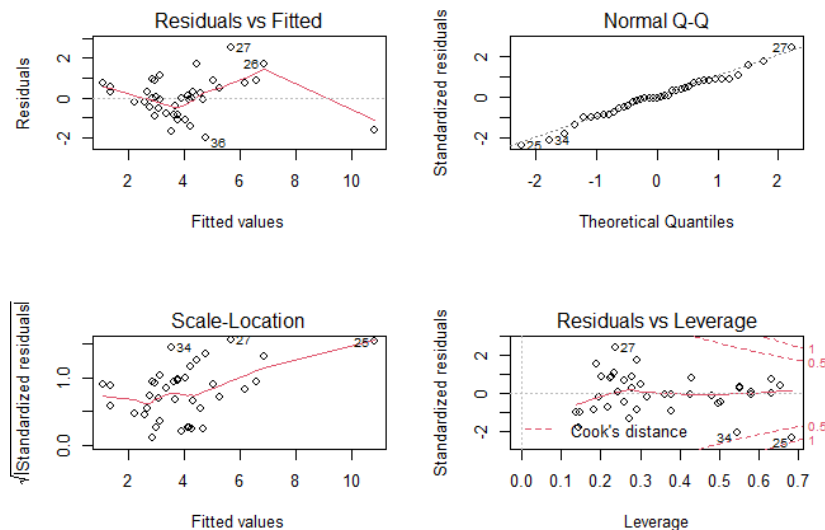 Residuals vs Fitted
Residuals
2
0
-2
27
26
36
2 4 6 8 10
Fitted values
Normal Q-Q
Standardized residuals
2
0
-2
27
34
25
-2 -1 0 1 2
Theoretical Quantiles
Scale-Location
√|Standardized residuals|
1.0
0.0
34
27
25
2 4 6 8 10
Fitted values
Residuals vs Leverage
Standardized residuals
2
0
-2
27
1
0.5
Cook's distance
34
25
0.5
1
0.0 0.1 0.2 0.3 0.4 0.5 0.6 0.7
Leverage